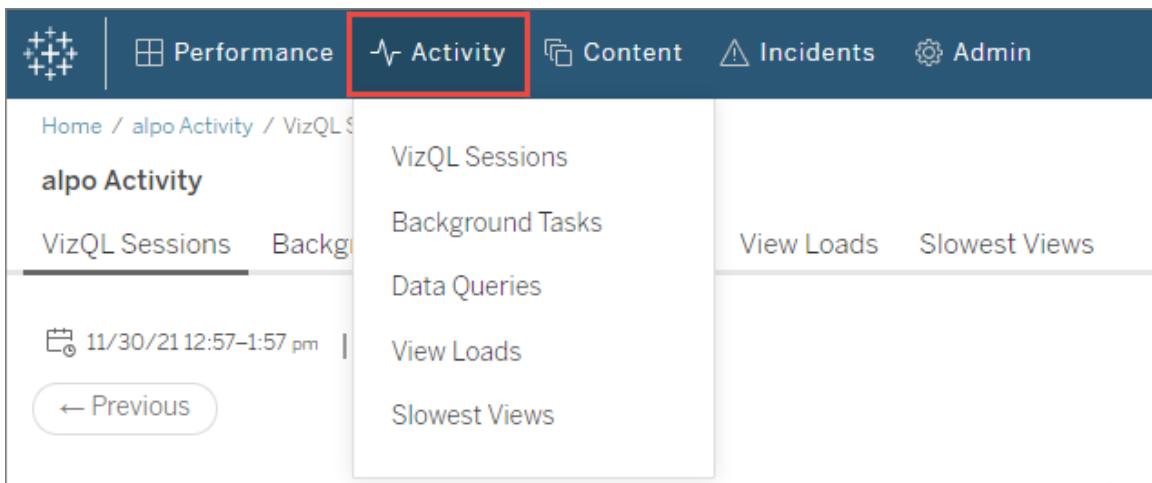 Performance Activity Content Incidents Admin
Home / alpo Activity / VizQL
alpo Activity
VizQL Sessions
View Loads Slowest Views
11/30/21 12:57–1:57 pm |
← Previous
VizQL Sessions
Background Tasks
Data Queries
View Loads
Slowest Views